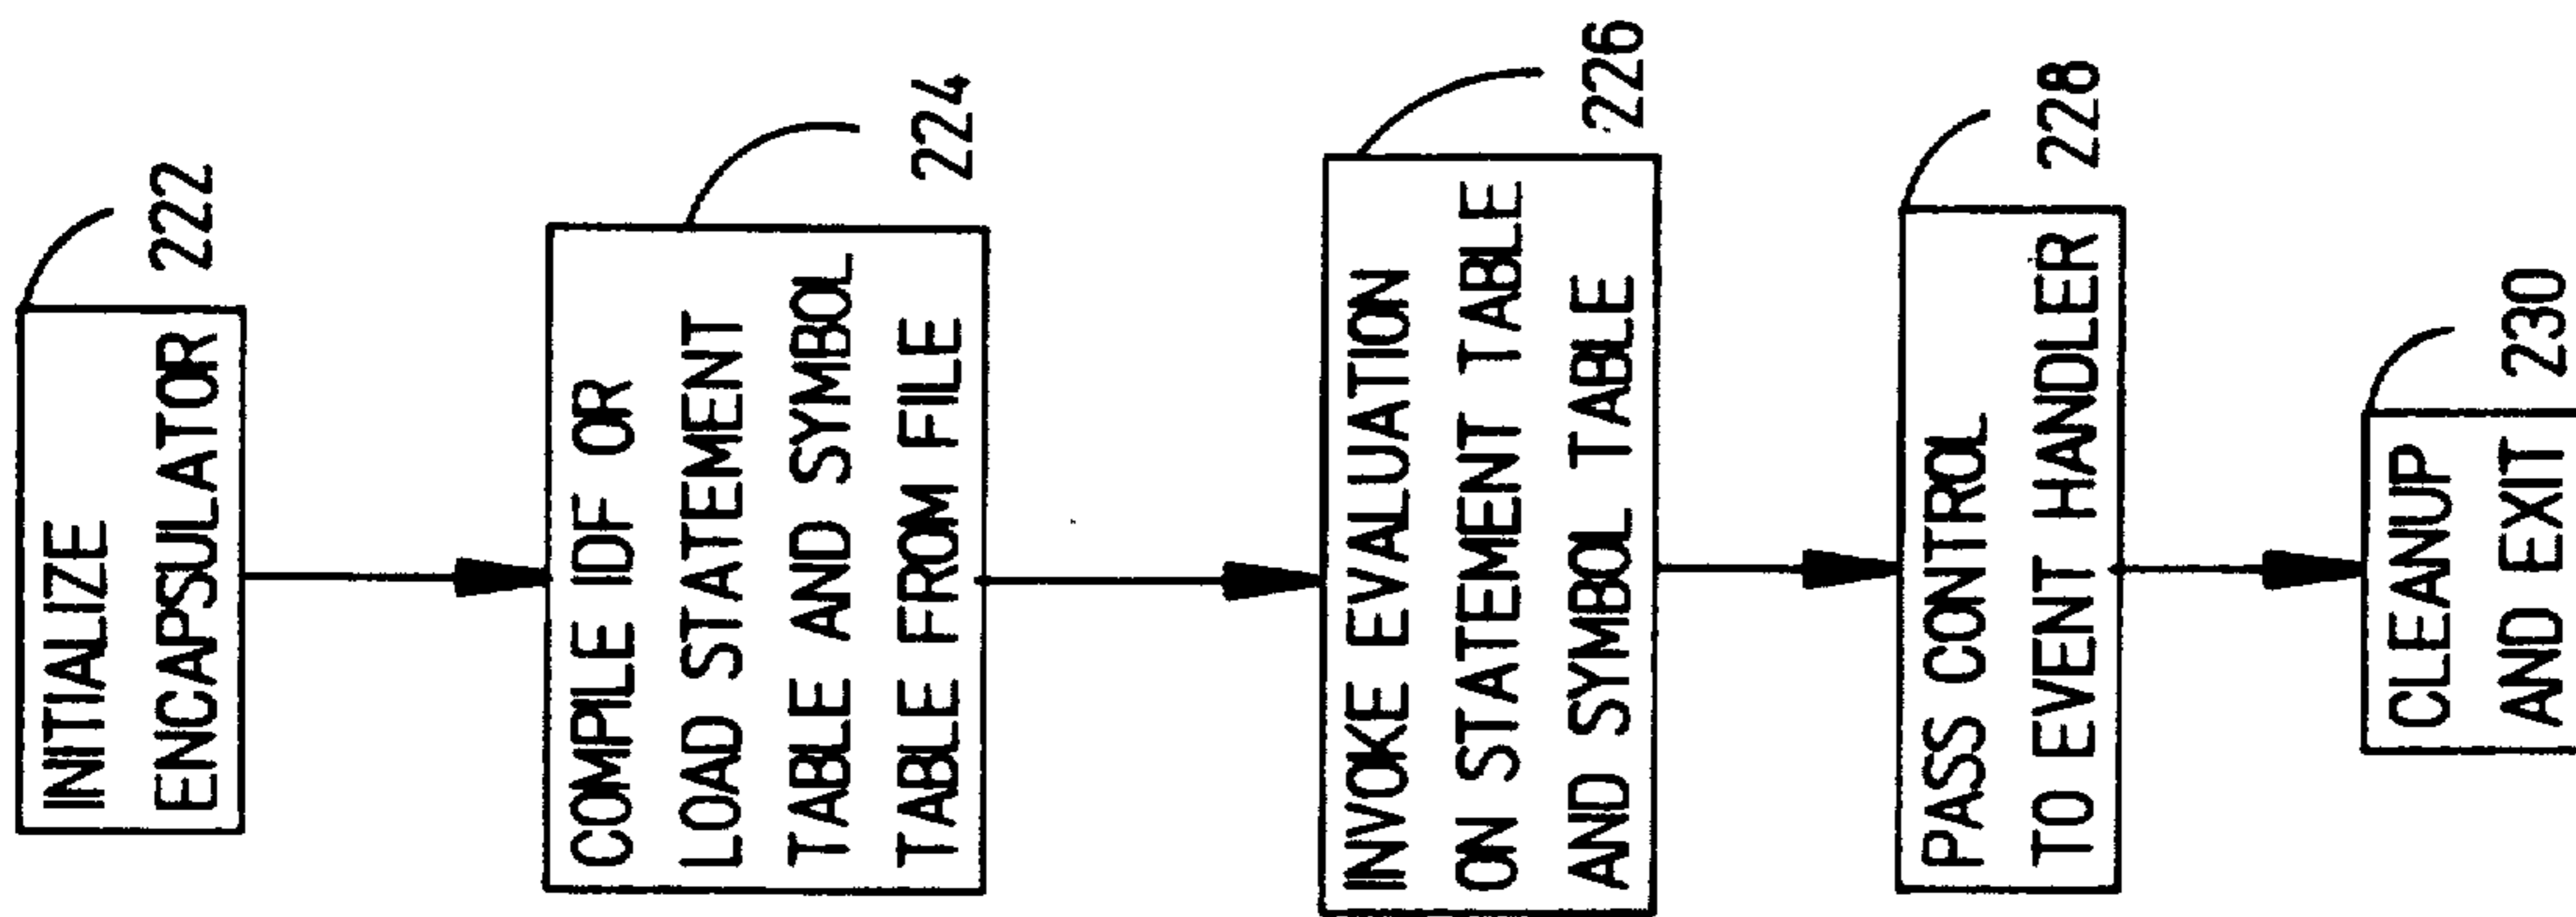 INITIALIZE
ENCAPSULATOR
222
COMPILE IDF OR
LOAD STATEMENT
TABLE AND SYMBOL
TABLE FROM FILE
224
INVOKE EVALUATION
ON STATEMENT TABLE
AND SYMBOL TABLE
226
PASS CONTROL
TO EVENT HANDLER
228
CLEANUP
AND EXIT
230